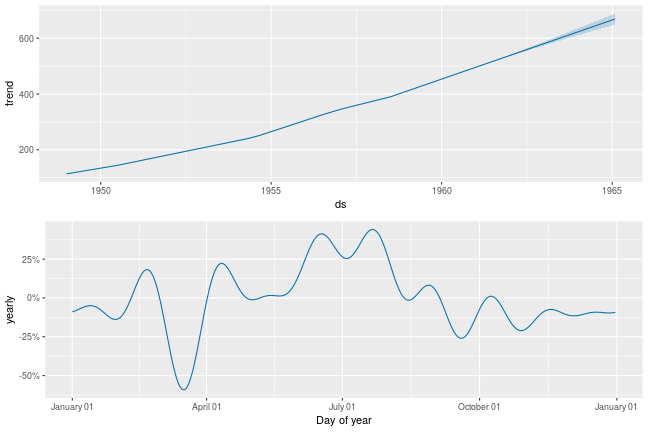 600
400
200
trend
1950 1955 1960 1965
ds
25%
0%
-25%
-50%
yearly
January 01 April 01 July 01 October 01 January 01
Day of year